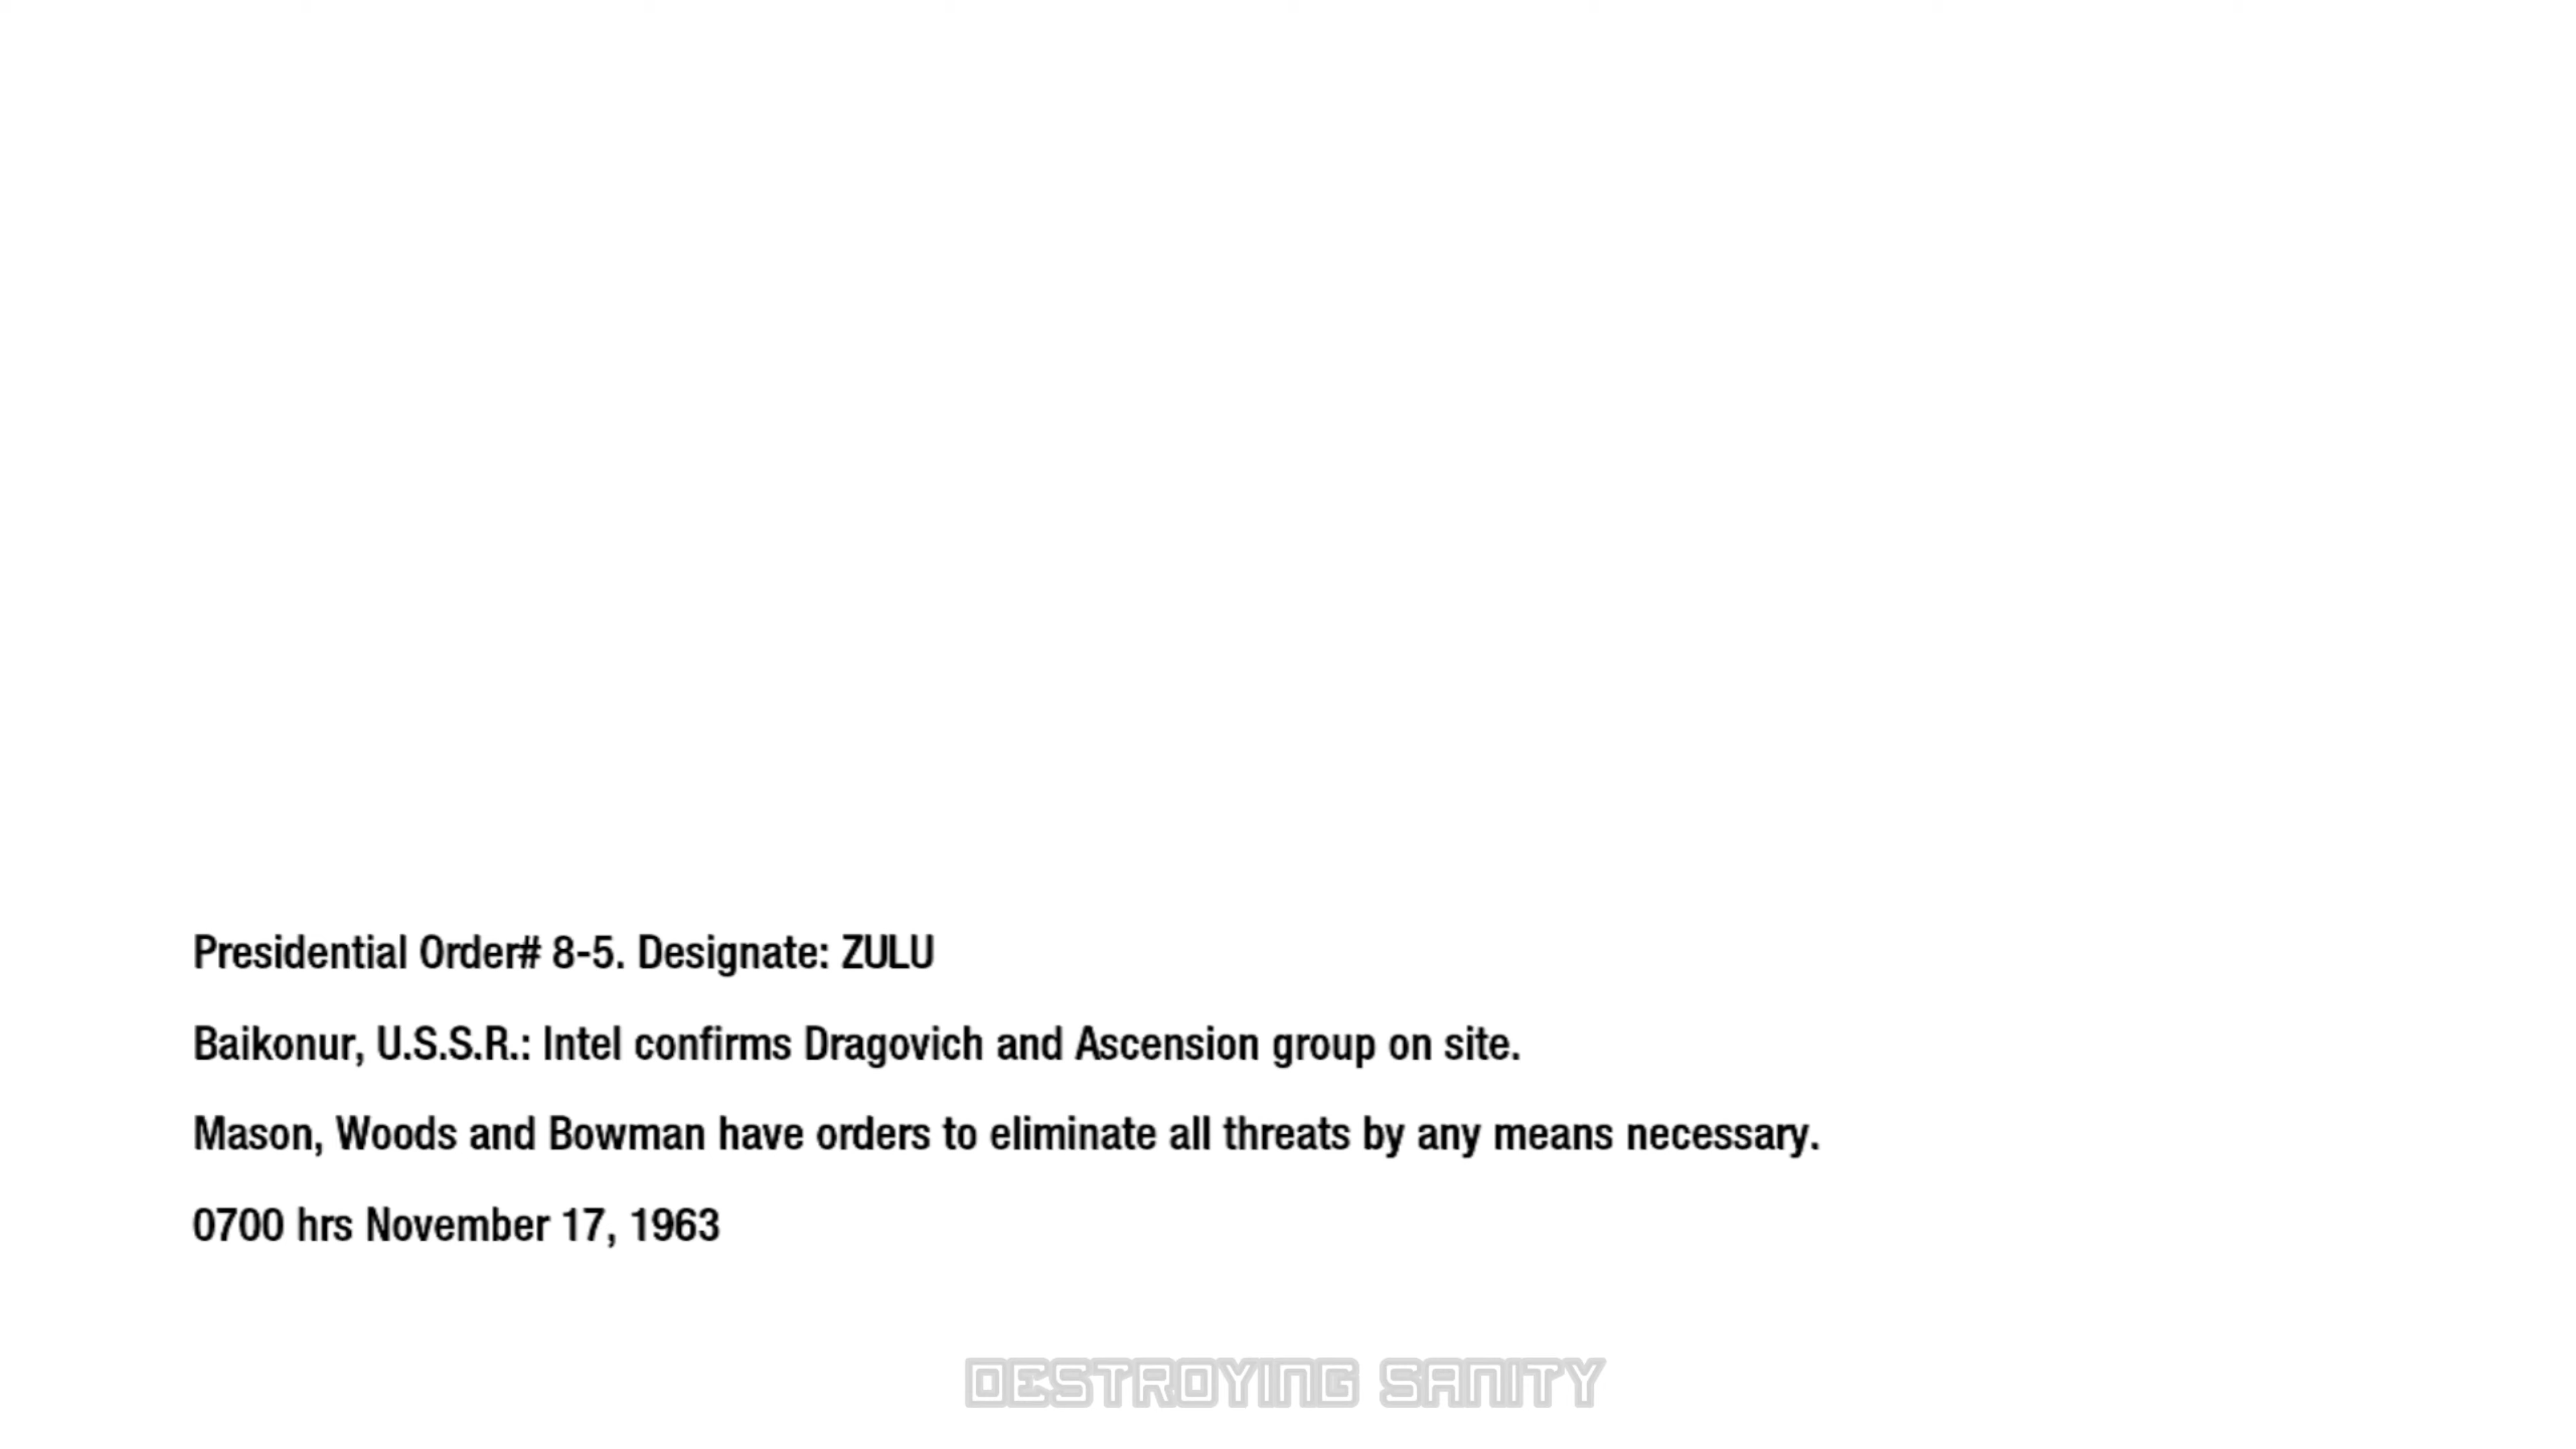 Presidential Order# 8-5. Designate: ZULU
Baikonur, U.S.S.R.: Intel confirms Dragovich and Ascension group on site.
Mason, Woods and Bowman have orders to eliminate all threats by any means necessary.
0700 hrs November 17, 1963
DESTROYING SANITY